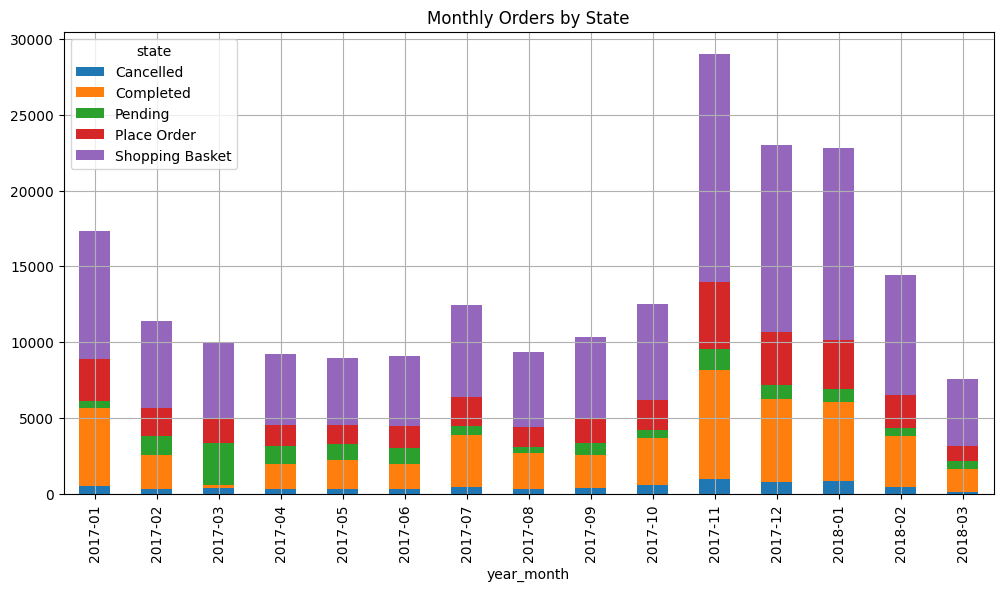 Monthly Orders by State
30000
25000
20000
15000
10000
5000
0
state
Cancelled
Completed
Pending
Place Order
Shopping Basket
2017-01
2017-02
2017-03
2017-04
2017-05
2017-06
2017-07
2017-08
2017-09
2017-10
2017-11
2017-12
2018-01
2018-02
2018-03
year_month